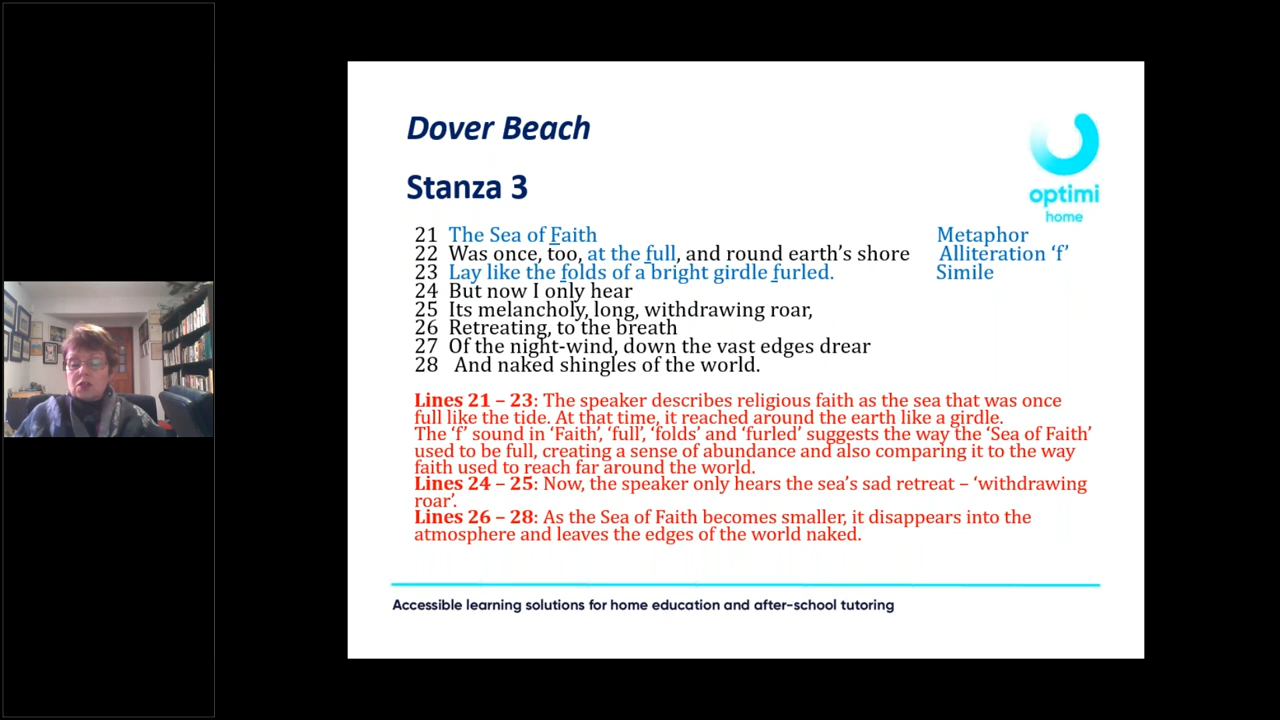 Dover Beach
optimi
home
Stanza 3
21 The Sea of Faith Metaphor
22 Was once, too, at the full, and round earth's shore Alliteration 'f'
23 Lay like the folds of a bright girdle furled. Simile
24 But now I only hear
25 Its melancholy, long, withdrawing roar,
26 Retreating, to the breath
27 Of the night-wind, down the vast edges drear
28 And naked shingles of the world.
Lines 21 – 23: The speaker describes religious faith as the sea that was once
full like the tide. At that time, it reached around the earth like a girdle.
The 'f' sound in 'Faith', 'full', 'folds' and 'furled' suggests the way the 'Sea of Faith'
used to be full, creating a sense of abundance and also comparing it to the way
faith used to reach far around the world.
Lines 24 – 25: Now, the speaker only hears the sea's sad retreat – 'withdrawing
roar'.
Lines 26 – 28: As the Sea of Faith becomes smaller, it disappears into the
atmosphere and leaves the edges of the world naked.
Accessible learning solutions for home education and after-school tutoring